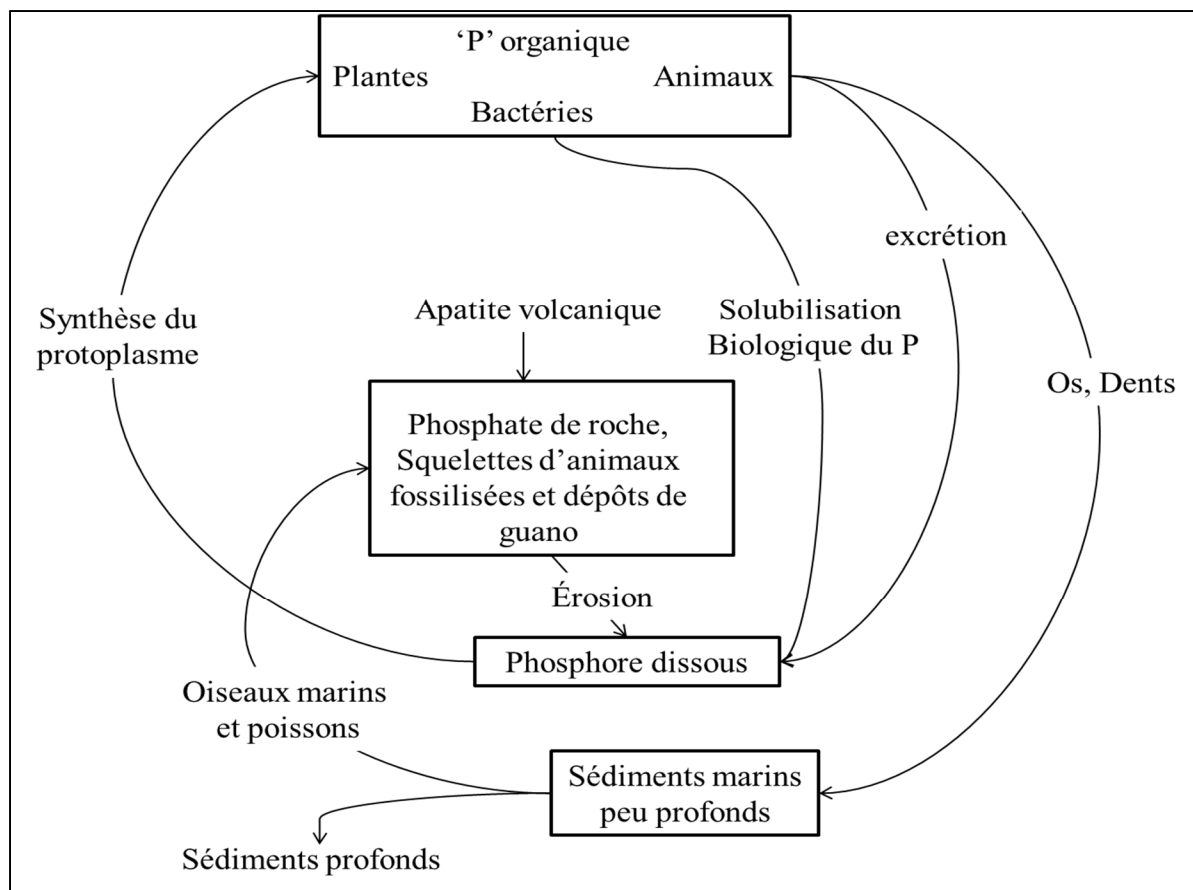 ‘P’ organique
Plantes
Animaux
Bactéries
excrétion
Synthèse du
protoplasme
Apatite volcanique
Solubilisation
Biologique du P
Os, Dents
Phosphate de roche,
Squelettes d’animaux
fossilisées et dépôts de
guano
Érosion
Phosphore dissous
Oiseaux marins
et poissons
Sédiments marins
peu profonds
Sédiments profonds